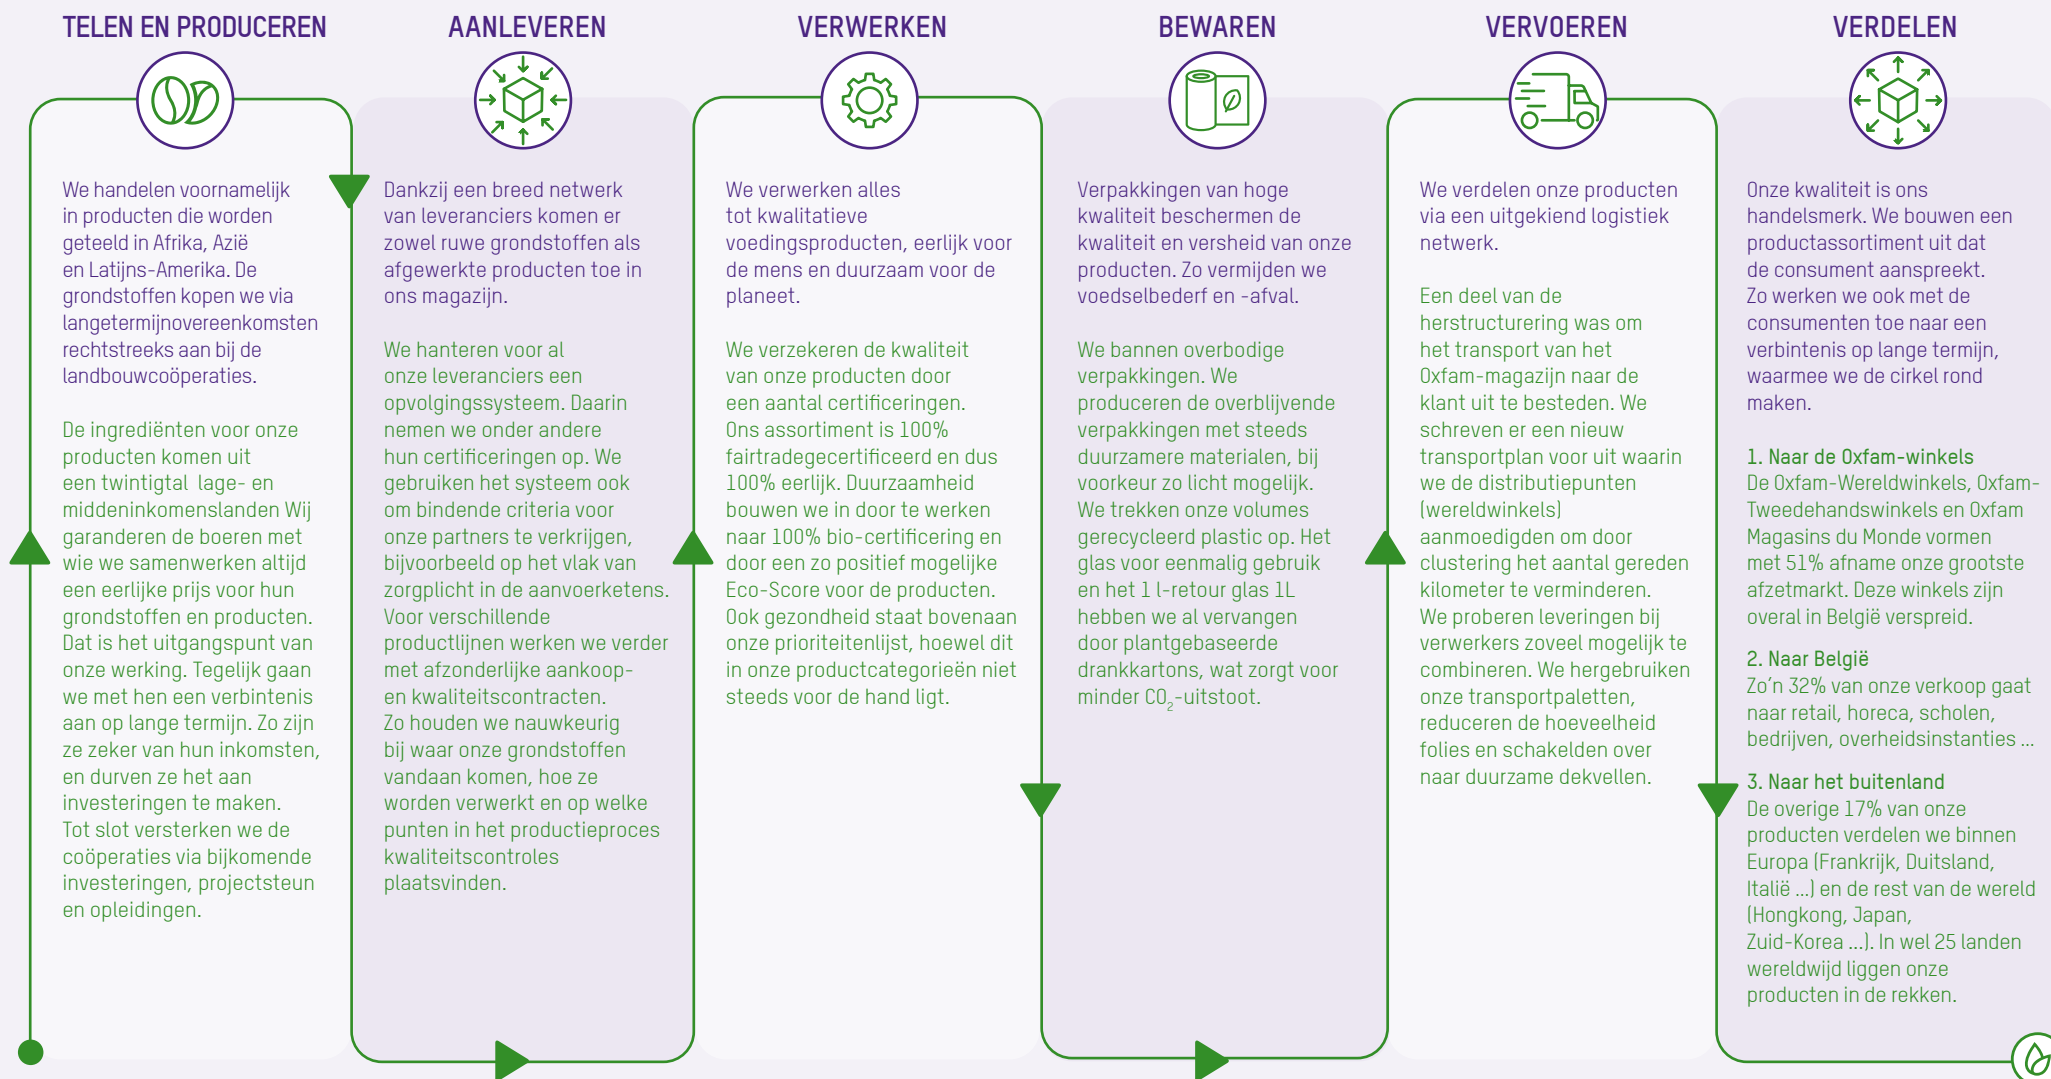 TELEN EN PRODUCEREN
We handelen voornamelijk
in producten die worden
geteeld in Afrika, Azië
en Latijns-Amerika. De
grondstoffen kopen we via
langetermijnovereenkomsten
rechtstreeks aan bij de
landbouwcoöperaties.
De ingrediënten voor onze
producten komen uit
een twintigtal  lage- en
middeninkomenslanden Wij
garanderen de boeren met
wie we samenwerken altijd
een eerlijke prijs voor hun
grondstoffen en producten.
Dat is het uitgangspunt van
onze werking. Tegelijk gaan
we met hen een verbintenis
aan op lange termijn. Zo zijn
ze zeker van hun inkomsten,
en durven ze het aan
investeringen te maken.
Tot slot versterken we de
coöperaties via bijkomende
investeringen, projectsteun
en opleidingen.
AANLEVEREN
Dankzij een breed netwerk
van leveranciers komen er
zowel ruwe grondstoffen als
afgewerkte producten toe in
ons magazijn.
We hanteren voor al
onze leveranciers een
opvolgingssysteem. Daarin
nemen we onder andere
hun certificeringen op. We
gebruiken het systeem ook
om bindende criteria voor
onze partners te verkrijgen,
bijvoorbeeld op het vlak van
zorgplicht in de aanvoerketens.
Voor verschillende
productlijnen werken we verder
met afzonderlijke aankoop-
en kwaliteitscontracten.
Zo houden we nauwkeurig
bij waar onze grondstoffen
vandaan komen, hoe ze
worden verwerkt en op welke
punten in het productieproces
kwaliteitscontroles
plaatsvinden.
VERWERKEN
We verwerken alles
tot kwalitatieve
voedingsproducten, eerlijk voor
de mens en duurzaam voor de
planeet.
We verzekeren de kwaliteit
van onze producten door
een aantal certificeringen.
Ons assortiment is 100%
fairtradegecertificeerd en dus
100% eerlijk. Duurzaamheid
bouwen we in door te werken
naar 100% bio-certificering en
door een zo positief mogelijke
Eco-Score voor de producten.
Ook gezondheid staat bovenaan
onze prioriteitenlijst, hoewel dit
in onze productcategorieën niet
steeds voor de hand ligt.
BEWAREN
Verpakkingen van hoge
kwaliteit beschermen de
kwaliteit en versheid van onze
producten. Zo vermijden we
voedselbederf en -afval.
We bannen overbodige
verpakkingen. We
produceren de overblijvende
verpakkingen met steeds
duurzamere materialen, bij
voorkeur zo licht mogelijk.
We trekken onze volumes
gerecycleerd plastic op. Het
glas voor eenmalig gebruik
en het 1 l-retour glas 1L
hebben we al vervangen
door plantgebaseerde
drankkartons, wat zorgt voor
minder CO₂-uitstoot.
VERVOEREN
We verdelen onze producten
via een uitgekiend logistiek
netwerk.
Een deel van de
herstructurering was om
het transport van het
Oxfam-magazijn naar de
klant uit te besteden. We
schreven er een nieuw
transportplan voor uit waarin
we de distributiepunten
(wereldwinkels)
aanmoedigden om door
clustering het aantal gereden
kilometer te verminderen.
We proberen leveringen bij
verwerkers zoveel mogelijk te
combineren. We hergebruiken
onze transportpaletten,
reduceren de hoeveelheid
folies en schakelden over
naar duurzame dekvellen.
VERDELEN
Onze kwaliteit is ons
handelsmerk. We bouwen een
productassortiment uit dat
de consument aanspreekt.
Zo werken we ook met de
consumenten toe naar een
verbintenis op lange termijn,
waarmee we de cirkel rond
maken.
1. Naar de Oxfam-winkels
De Oxfam-Wereldwinkels, Oxfam-
Tweedehandswinkels en Oxfam
Magasins du Monde vormen
met 51% afname onze grootste
afzetmarkt. Deze winkels zijn
overal in België verspreid.
2. Naar België
Zo'n 32% van onze verkoop gaat
naar retail, horeca, scholen,
bedrijven, overheidsinstanties ...
3. Naar het buitenland
De overige 17% van onze
producten verdelen we binnen
Europa (Frankrijk, Duitsland,
Italië ...) en de rest van de wereld
(Hongkong, Japan,
Zuid-Korea ...). In wel 25 landen
wereldwijd liggen onze
producten in de rekken.